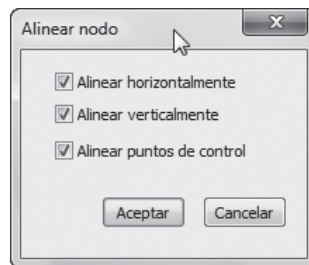 Alinear nodo
Alinear horizontalmente
Alinear verticalmente
Alinear puntos de control
Aceptar Cancelar